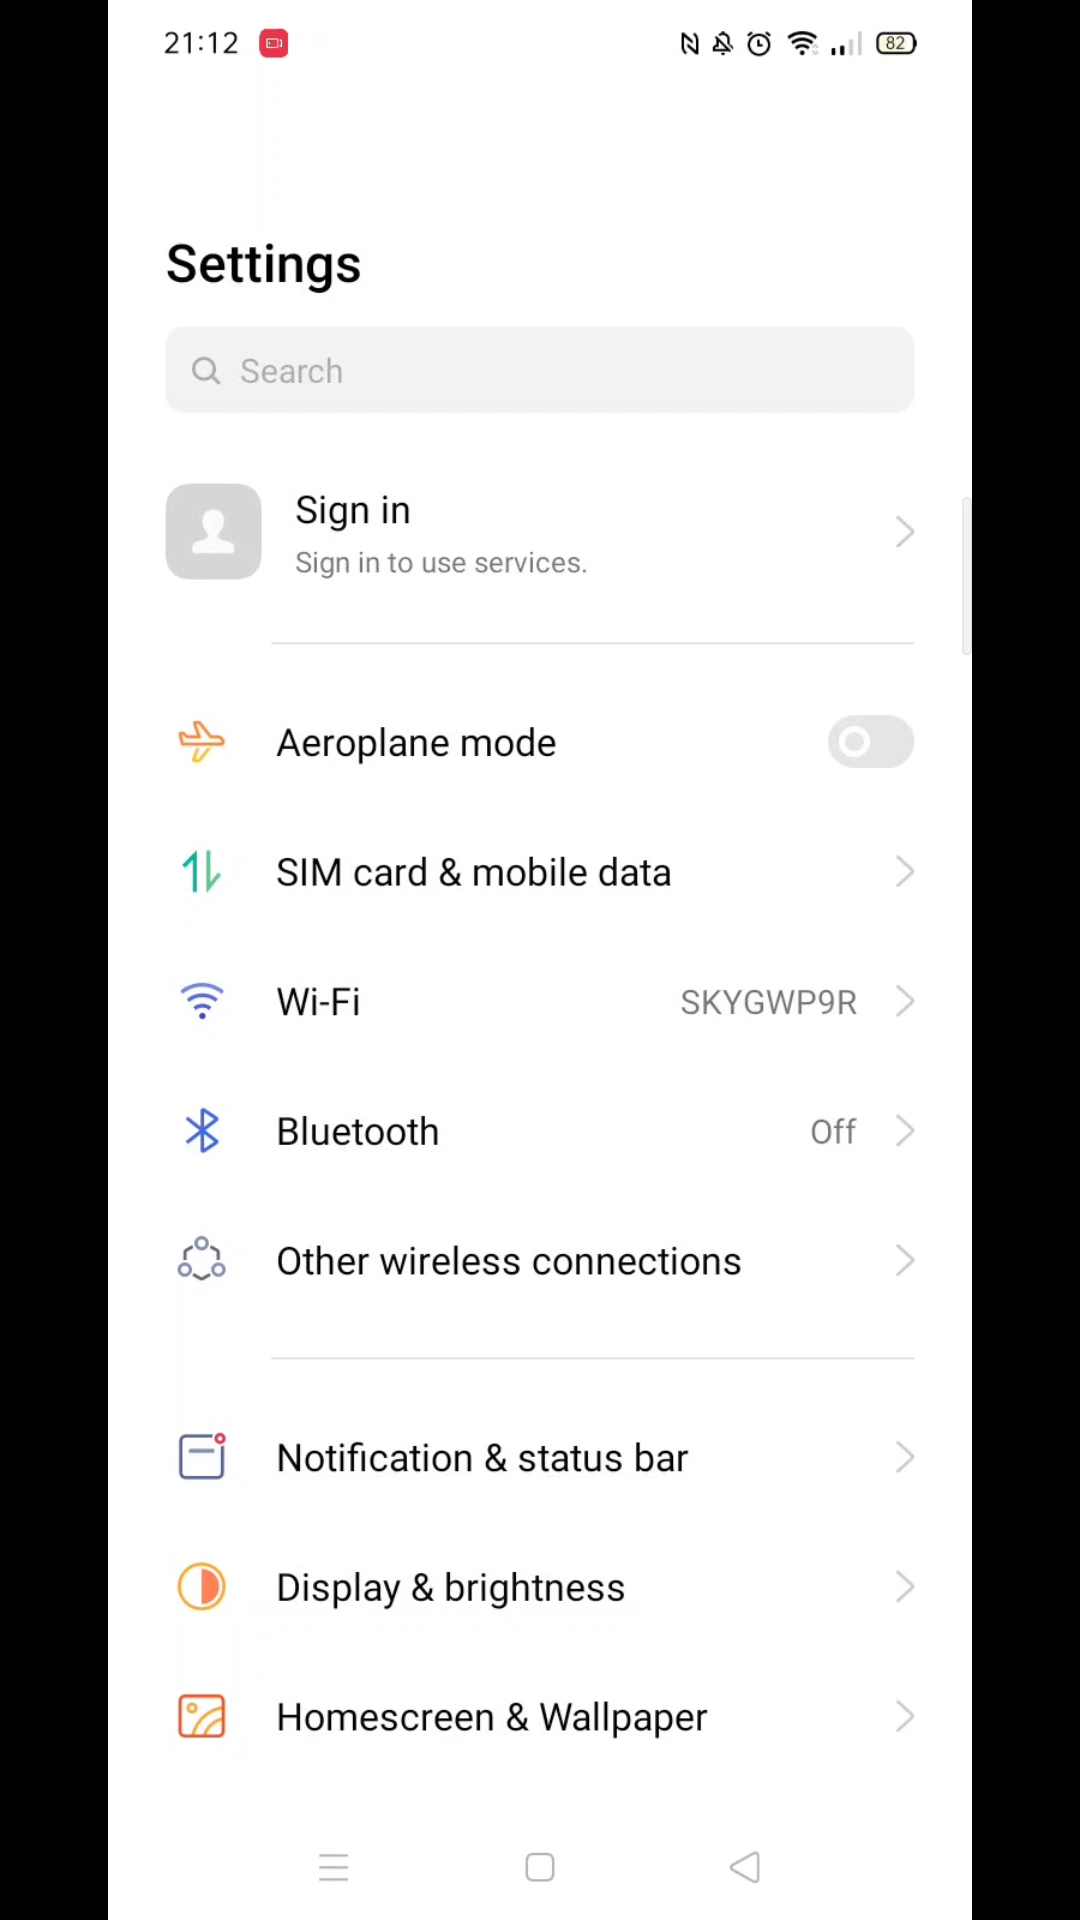 21:12 82
Settings
Search
Sign in
Sign in to use services.
Aeroplane mode
SIM card & mobile data
Wi-Fi SKYGWP9R
Bluetooth Off
Other wireless connections
Notification & status bar
Display & brightness
Homescreen & Wallpaper